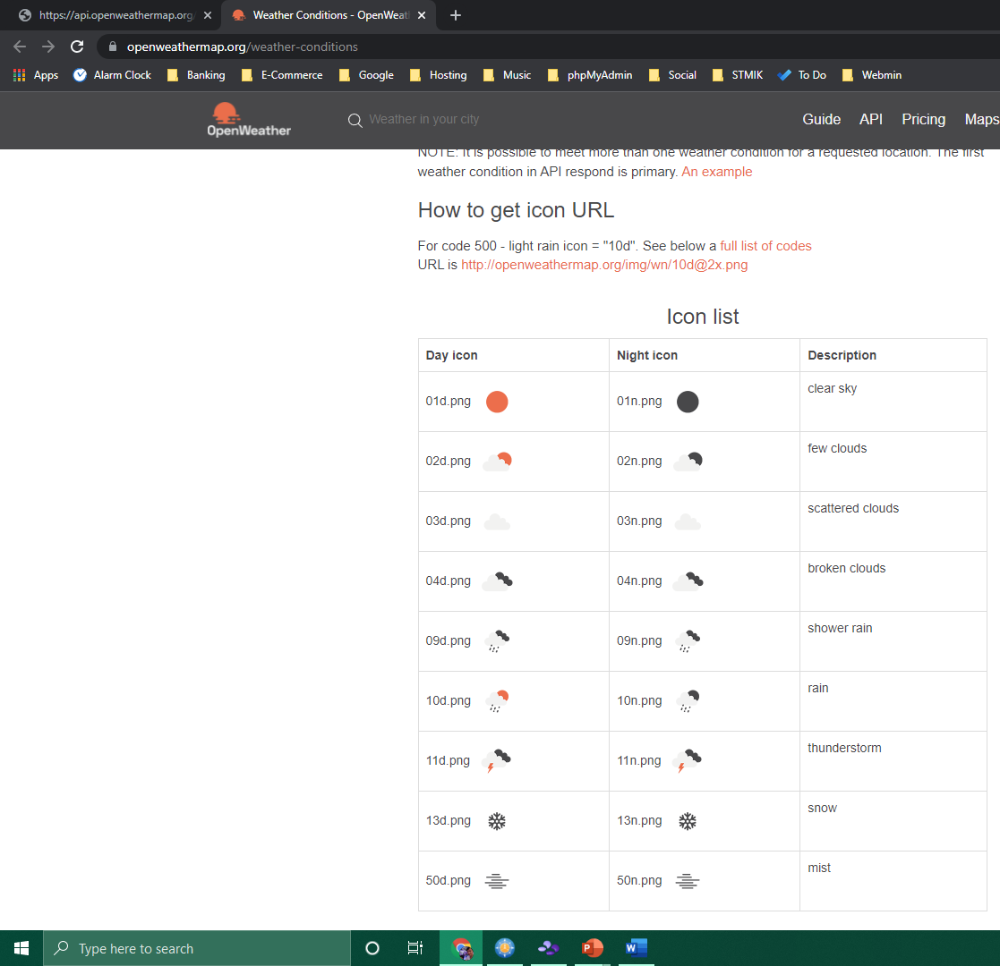 https://api.openweathermap.org/
Weather Conditions - OpenWeat
openweathermap.org/weather-conditions
Apps Alarm Clock Banking E-Commerce Google Hosting Music phpMyAdmin Social STMIK To Do Webmin
OpenWeather Weather in your city Guide API Pricing Maps
NOTE: It is possible to meet more than one weather condition for a requested location. The first
weather condition in API respond is primary. An example
How to get icon URL
For code 500 - light rain icon = "10d". See below a full list of codes
URL is http://openweathermap.org/img/wn/10d@2x.png
Icon list
Day icon Night icon Description
01d.png 01n.png clear sky
02d.png 02n.png few clouds
03d.png 03n.png scattered clouds
04d.png 04n.png broken clouds
09d.png 09n.png shower rain
10d.png 10n.png rain
11d.png 11n.png thunderstorm
13d.png 13n.png snow
50d.png 50n.png mist
Type here to search